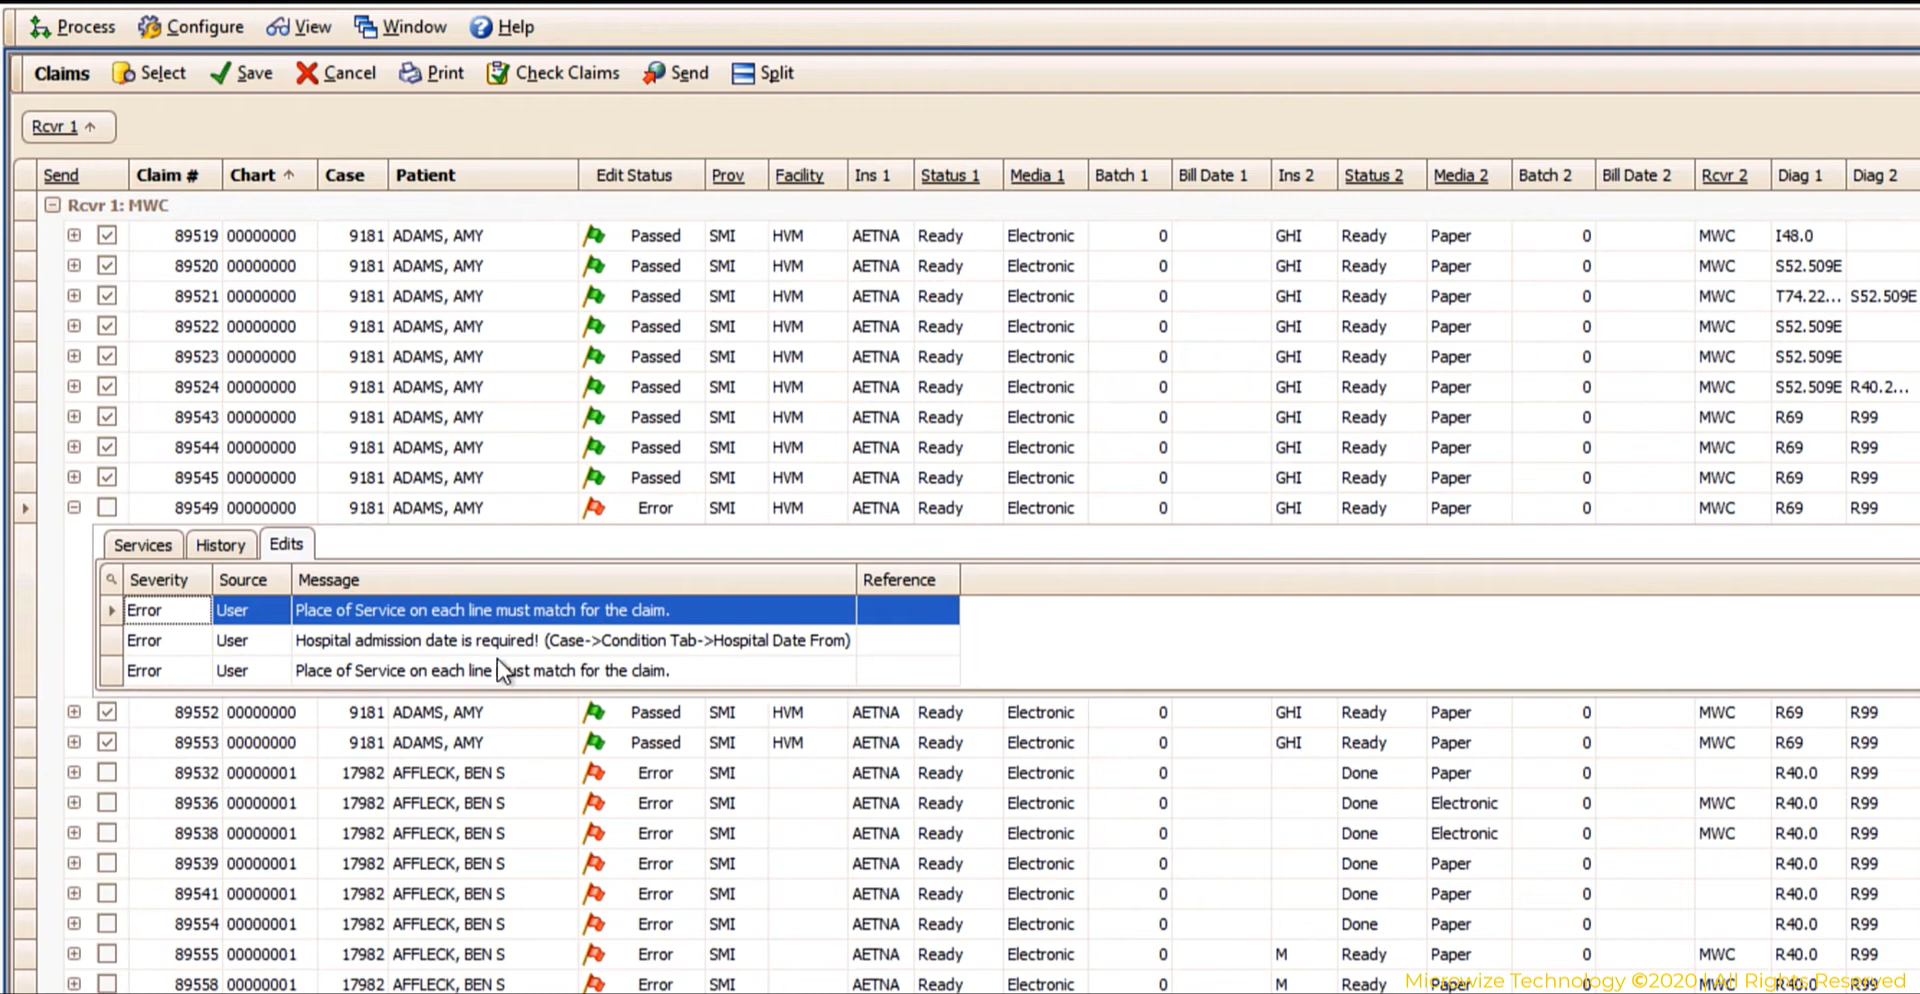 Process Configure View Window Help
Claims Select Save Cancel Print Check Claims Send Split
Rcvr 1
Send Claim # Chart Case Patient Edit Status Prov Facility Ins 1 Status 1 Media 1 Batch 1 Bill Date 1 Ins 2 Status 2 Media 2 Batch 2 Bill Date 2 Rcvr 2 Diag 1 Diag 2
Rcvr 1: MWC
89519 00000000 9181 ADAMS, AMY Passed SMI HVM AETNA Ready Electronic 0 GHI Ready Paper 0 MWC I48.0
89520 00000000 9181 ADAMS, AMY Passed SMI HVM AETNA Ready Electronic 0 GHI Ready Paper 0 MWC S52.509E
89521 00000000 9181 ADAMS, AMY Passed SMI HVM AETNA Ready Electronic 0 GHI Ready Paper 0 MWC T74.22... S52.509E
89522 00000000 9181 ADAMS, AMY Passed SMI HVM AETNA Ready Electronic 0 GHI Ready Paper 0 MWC S52.509E
89523 00000000 9181 ADAMS, AMY Passed SMI HVM AETNA Ready Electronic 0 GHI Ready Paper 0 MWC S52.509E
89524 00000000 9181 ADAMS, AMY Passed SMI HVM AETNA Ready Electronic 0 GHI Ready Paper 0 MWC S52.509E R40.2...
89543 00000000 9181 ADAMS, AMY Passed SMI HVM AETNA Ready Electronic 0 GHI Ready Paper 0 MWC R69 R99
89544 00000000 9181 ADAMS, AMY Passed SMI HVM AETNA Ready Electronic 0 GHI Ready Paper 0 MWC R69 R99
89545 00000000 9181 ADAMS, AMY Passed SMI HVM AETNA Ready Electronic 0 GHI Ready Paper 0 MWC R69 R99
89549 00000000 9181 ADAMS, AMY Error SMI HVM AETNA Ready Electronic 0 GHI Ready Paper 0 MWC R69 R99
Services History Edits
Severity Source Message Reference
Error User Place of Service on each line must match for the claim.
Error User Hospital admission date is required! (Case->Condition Tab->Hospital Date From)
Error User Place of Service on each line must match for the claim.
89552 00000000 9181 ADAMS, AMY Passed SMI HVM AETNA Ready Electronic 0 GHI Ready Paper 0 MWC R69 R99
89553 00000000 9181 ADAMS, AMY Passed SMI HVM AETNA Ready Electronic 0 GHI Ready Paper 0 MWC R69 R99
89532 00000001 17982 AFFLECK, BEN S Error SMI AETNA Ready Electronic 0 Done Paper 0 R40.0 R99
89536 00000001 17982 AFFLECK, BEN S Error SMI AETNA Ready Electronic 0 Done Electronic 0 MWC R40.0 R99
89538 00000001 17982 AFFLECK, BEN S Error SMI AETNA Ready Electronic 0 Done Electronic 0 MWC R40.0 R99
89539 00000001 17982 AFFLECK, BEN S Error SMI AETNA Ready Electronic 0 Done Paper 0 R40.0 R99
89541 00000001 17982 AFFLECK, BEN S Error SMI AETNA Ready Electronic 0 Done Paper 0 R40.0 R99
89554 00000001 17982 AFFLECK, BEN S Error SMI AETNA Ready Electronic 0 Done Paper 0 R40.0 R99
89555 00000001 17982 AFFLECK, BEN S Error SMI AETNA Ready Electronic 0 M Ready Paper 0 MWC R40.0 R99
89558 00000001 17982 AFFLECK, BEN S Error SMI AETNA Ready Electronic 0 M Ready Paper 0 MWC R40.0 R99
Microwize Technology ©2020 | All Rights Reserved